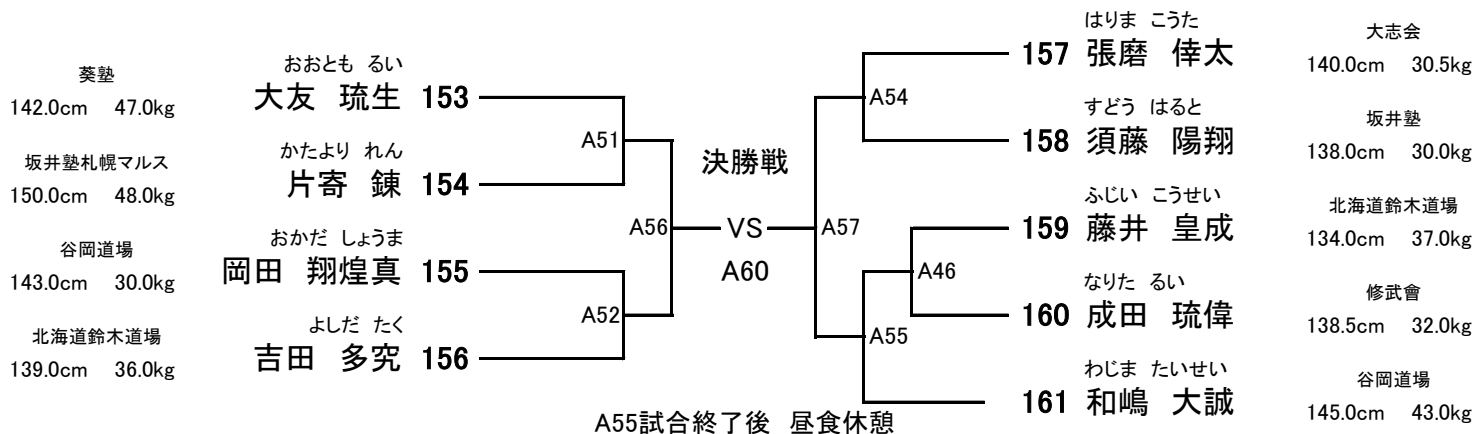 葵塾
142.0cm 47.0kg
おおとも るい
大友 琉生 153
坂井塾札幌マルス
150.0cm 48.0kg
かたより れん
片寄 錬 154
谷岡道場
143.0cm 30.0kg
おかだ しょうま
岡田 翔煌真 155
北海道鈴木道場
139.0cm 36.0kg
よしだ たく
吉田 多究 156
A51
A52
A56
決勝戦
VS
A60
A57
A54
A46
A55
はりま こうた
157 張磨 倖太
大志会
140.0cm 30.5kg
すどう はると
158 須藤 陽翔
坂井塾
138.0cm 30.0kg
ふじい こうせい
159 藤井 皇成
北海道鈴木道場
134.0cm 37.0kg
なりた るい
160 成田 琉偉
修武會
138.5cm 32.0kg
わじま たいせい
161 和嶋 大誠
谷岡道場
145.0cm 43.0kg
A55試合終了後 昼食休憩